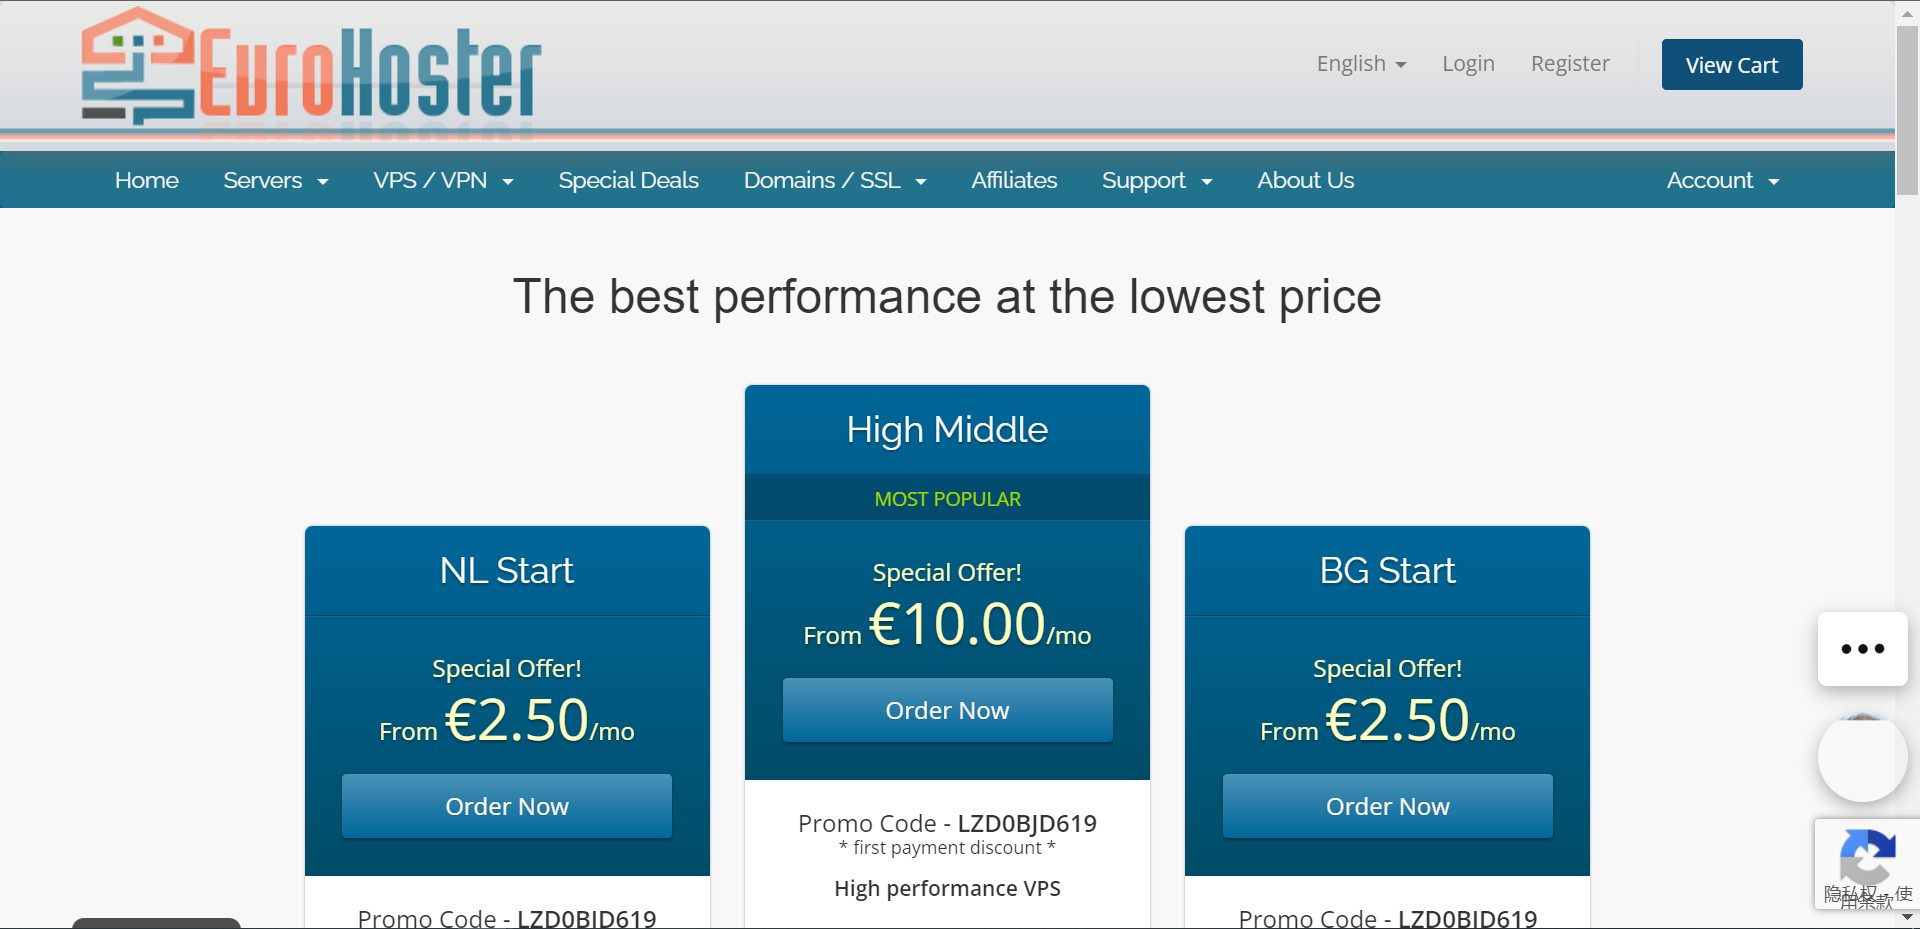 EuroHoster
English
Login
Register
View Cart
Home
Servers
VPS / VPN
Special Deals
Domains / SSL
Affiliates
Support
About Us
Account
The best performance at the lowest price
High Middle
MOST POPULAR
Special Offer!
From €10.00/mo
Order Now
Promo Code - LZD0BJD619
* first payment discount *
High performance VPS
NL Start
Special Offer!
From €2.50/mo
Order Now
Promo Code - LZD0BJD619
BG Start
Special Offer!
From €2.50/mo
Order Now
Promo Code - LZD0BJD619
隐私权 - 使
用条款